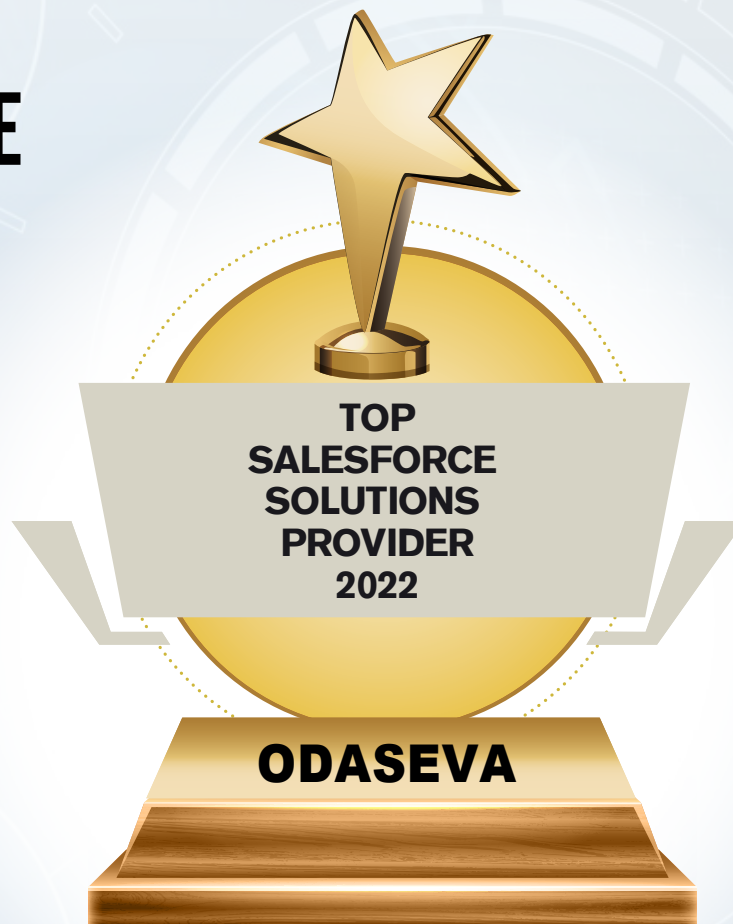 E
TOP
SALESFORCE
SOLUTIONS
PROVIDER
2022
ODASEVA